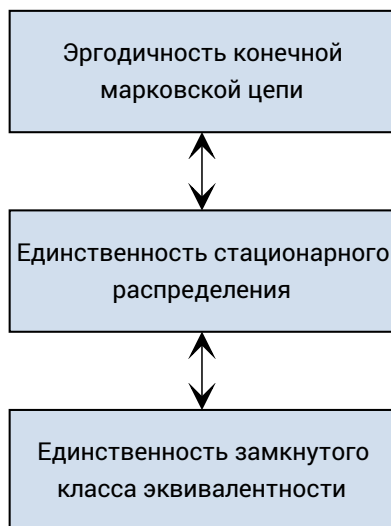 Эргодичность конечной
марковской цепи
Единственность стационарного
распределения
Единственность замкнутого
класса эквивалентности